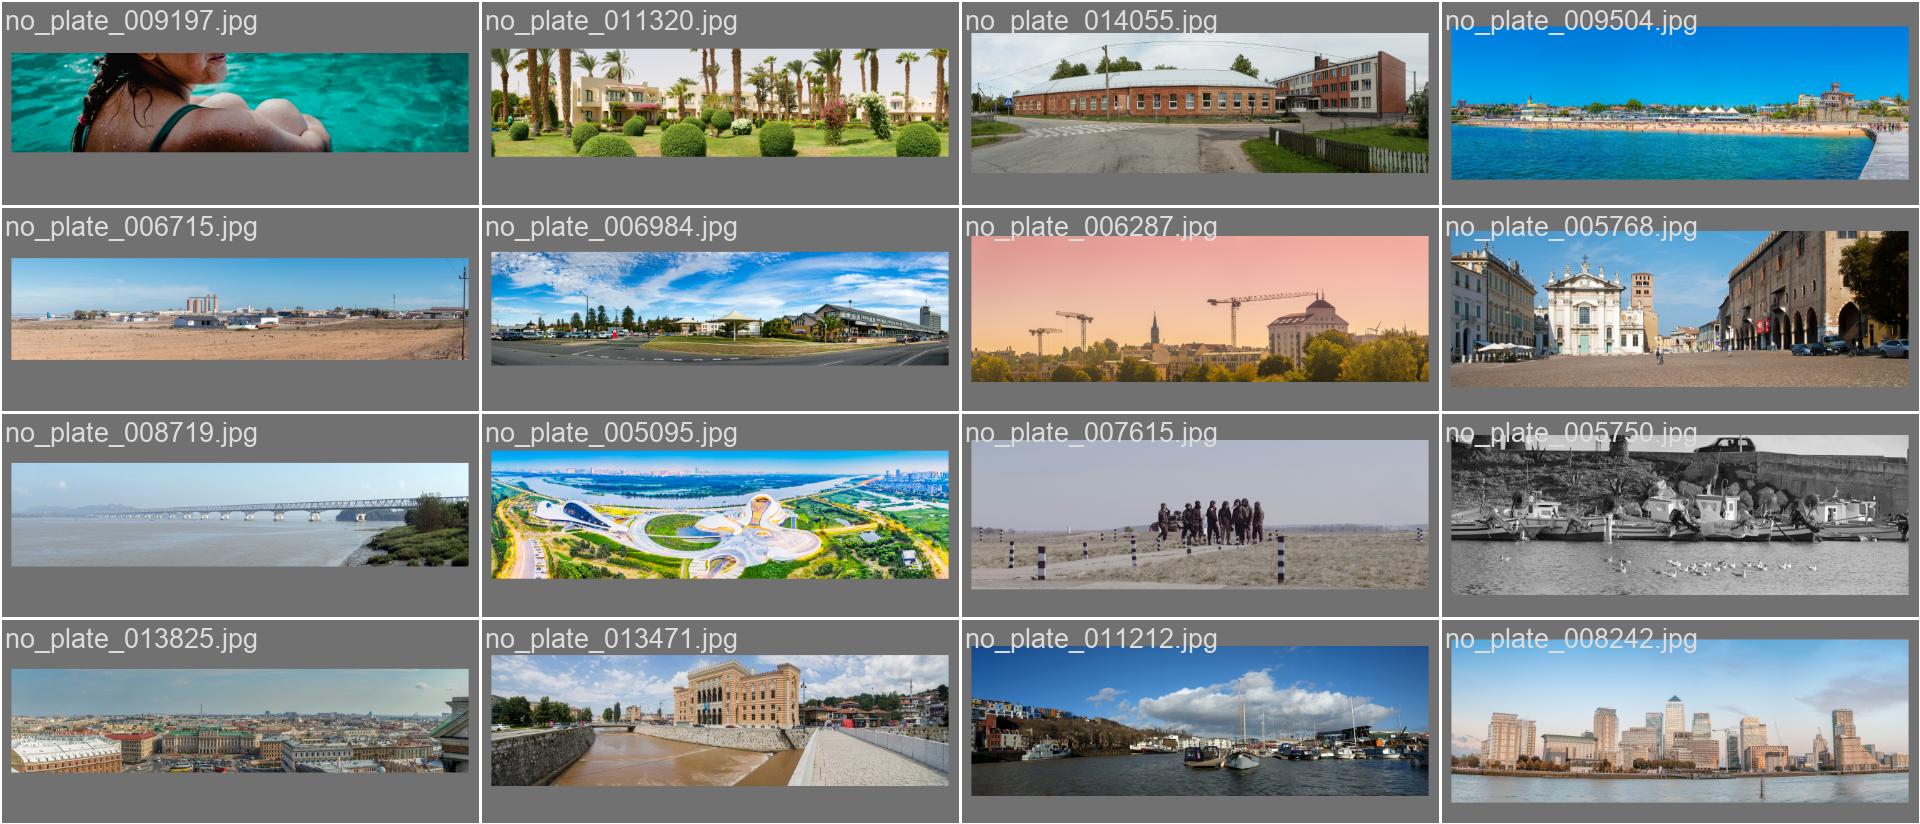 no_plate_009197.jpg
no_plate_011320.jpg
no_plate_014055.jpg
no_plate_009504.jpg
no_plate_006715.jpg
no_plate_006984.jpg
no_plate_006287.jpg
no_plate_005768.jpg
no_plate_008719.jpg
no_plate_005095.jpg
no_plate_007615.jpg
no_plate_005750.jpg
no_plate_013825.jpg
no_plate_013471.jpg
no_plate_011212.jpg
no_plate_008242.jpg